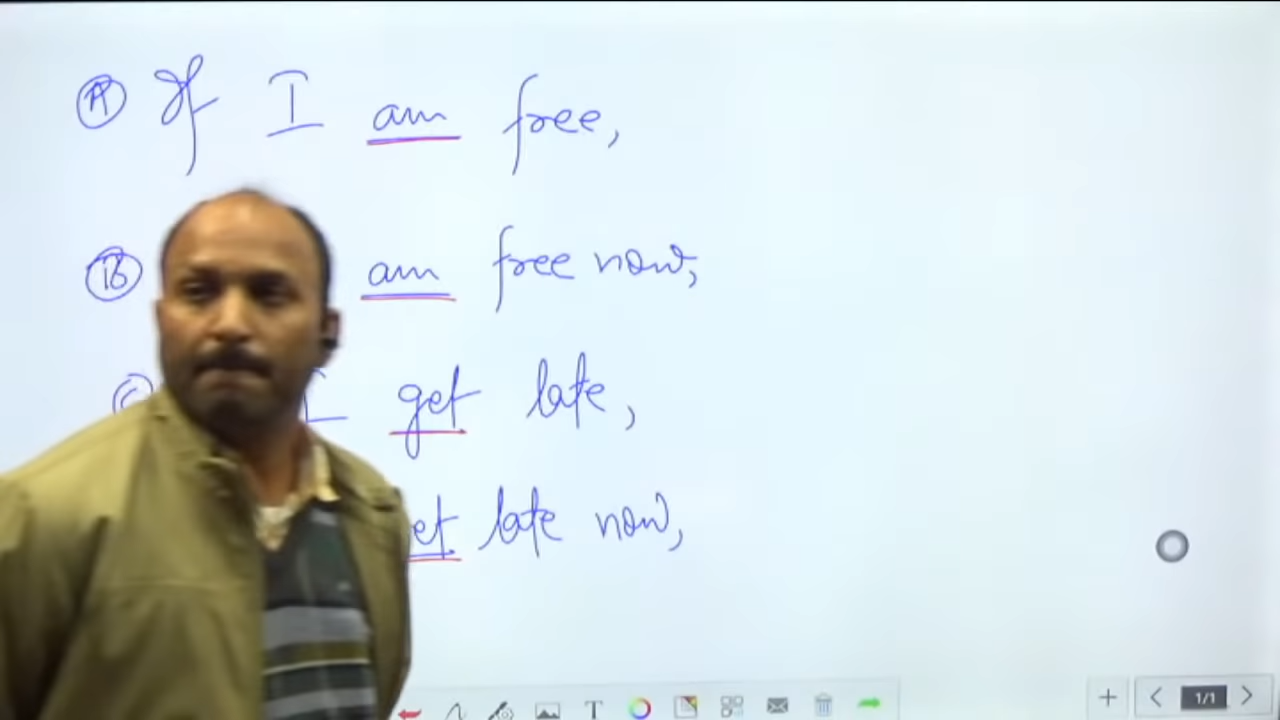 A If I am free,
B am free now,
C I get late,
et late now,
T
1/1